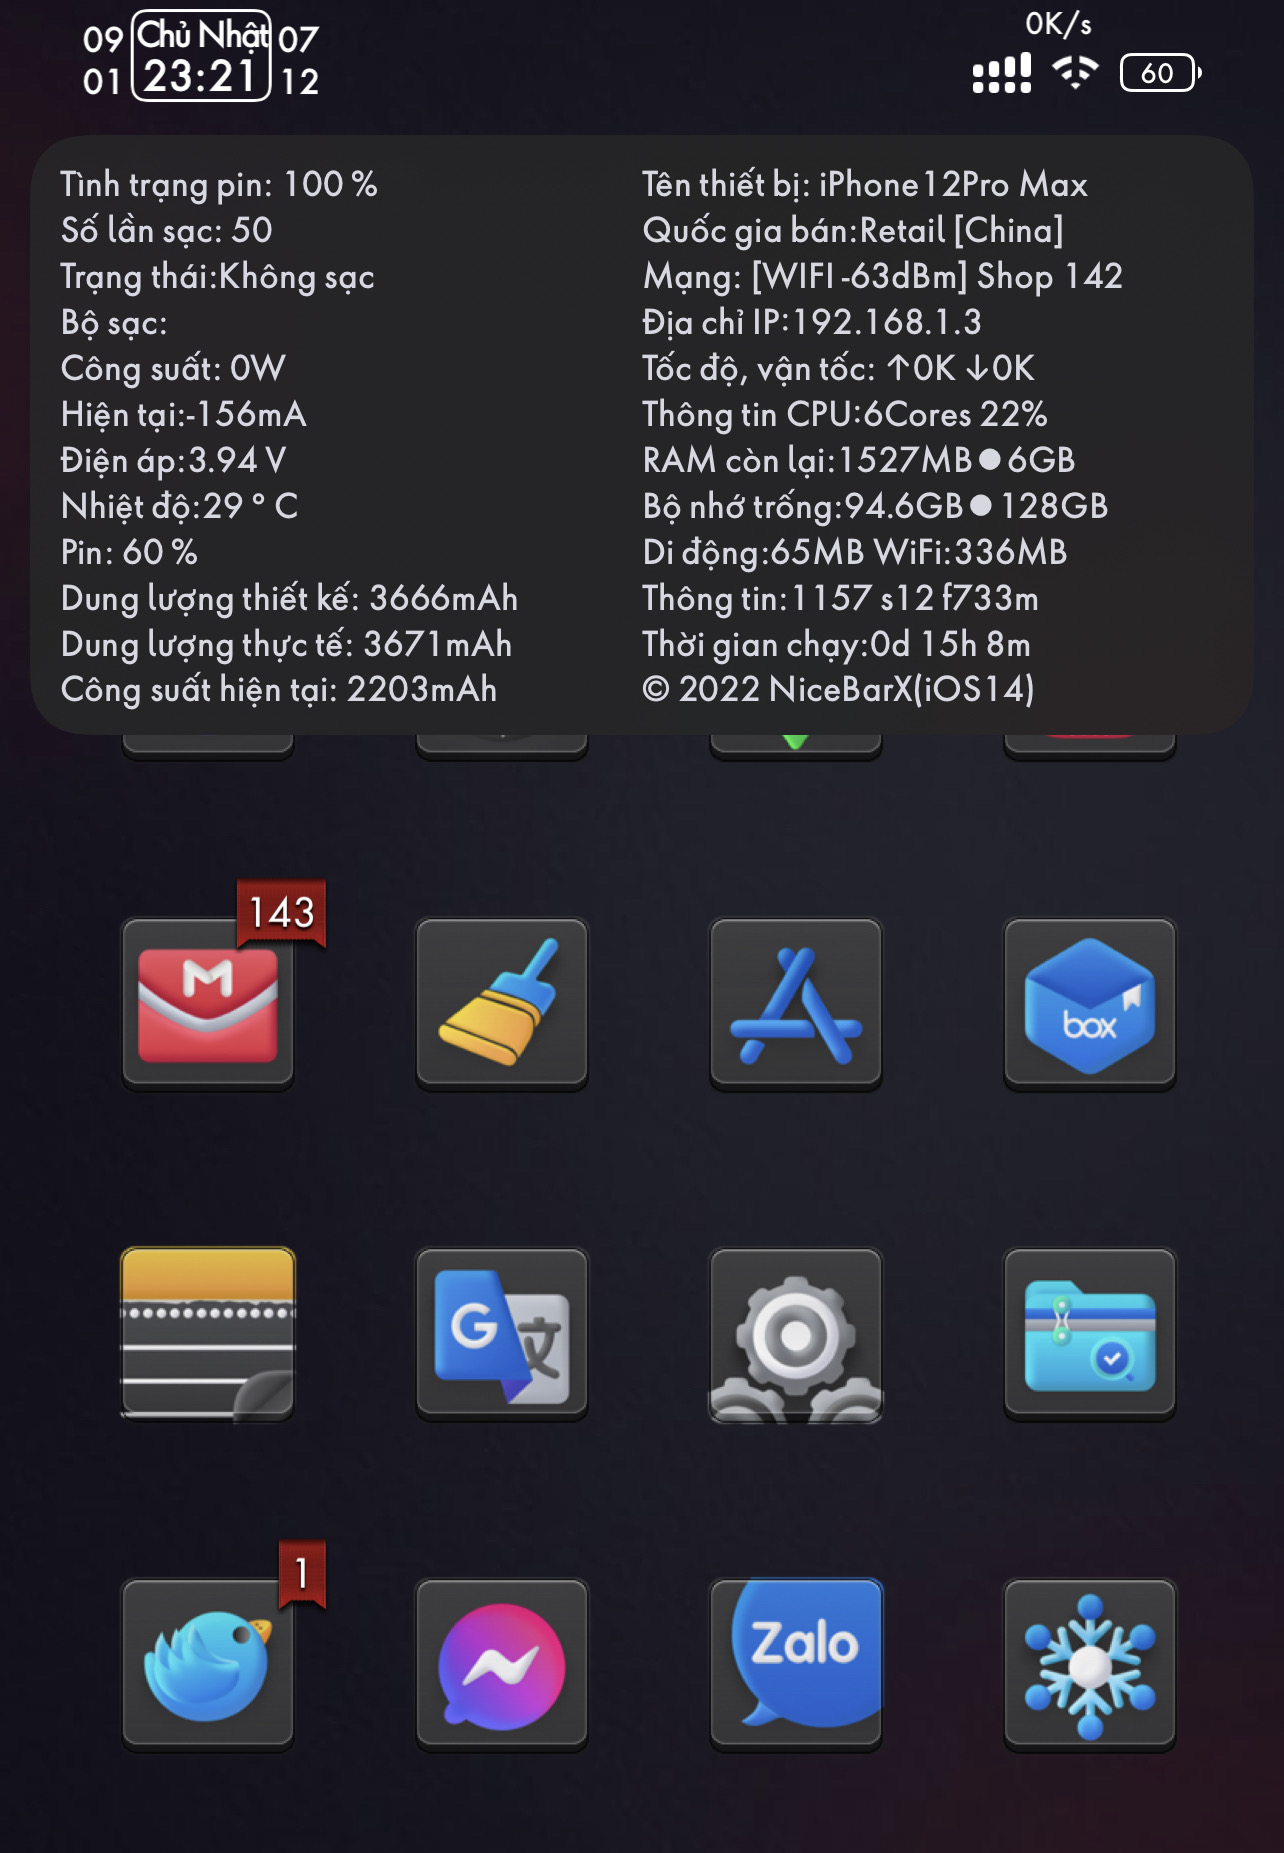 09 Chủ Nhật 07
01 23:21 12
0K/s
60
Tình trạng pin: 100 %
Số lần sạc: 50
Trạng thái:Không sạc
Bộ sạc:
Công suất: 0W
Hiện tại:-156mA
Điện áp:3.94 V
Nhiệt độ:29 ° C
Pin: 60 %
Dung lượng thiết kế: 3666mAh
Dung lượng thực tế: 3671mAh
Công suất hiện tại: 2203mAh
Tên thiết bị: iPhone12Pro Max
Quốc gia bán:Retail [China]
Mạng: [WIFI -63dBm] Shop 142
Địa chỉ IP:192.168.1.3
Tốc độ, vận tốc: ↑0K ↓0K
Thông tin CPU:6Cores 22%
RAM còn lại:1527MB●6GB
Bộ nhớ trống:94.6GB●128GB
Di động:65MB WiFi:336MB
Thông tin:1157 s12 f733m
Thời gian chạy:0d 15h 8m
© 2022 NiceBarX(iOS14)
143
M
box
G 文
1
Zalo